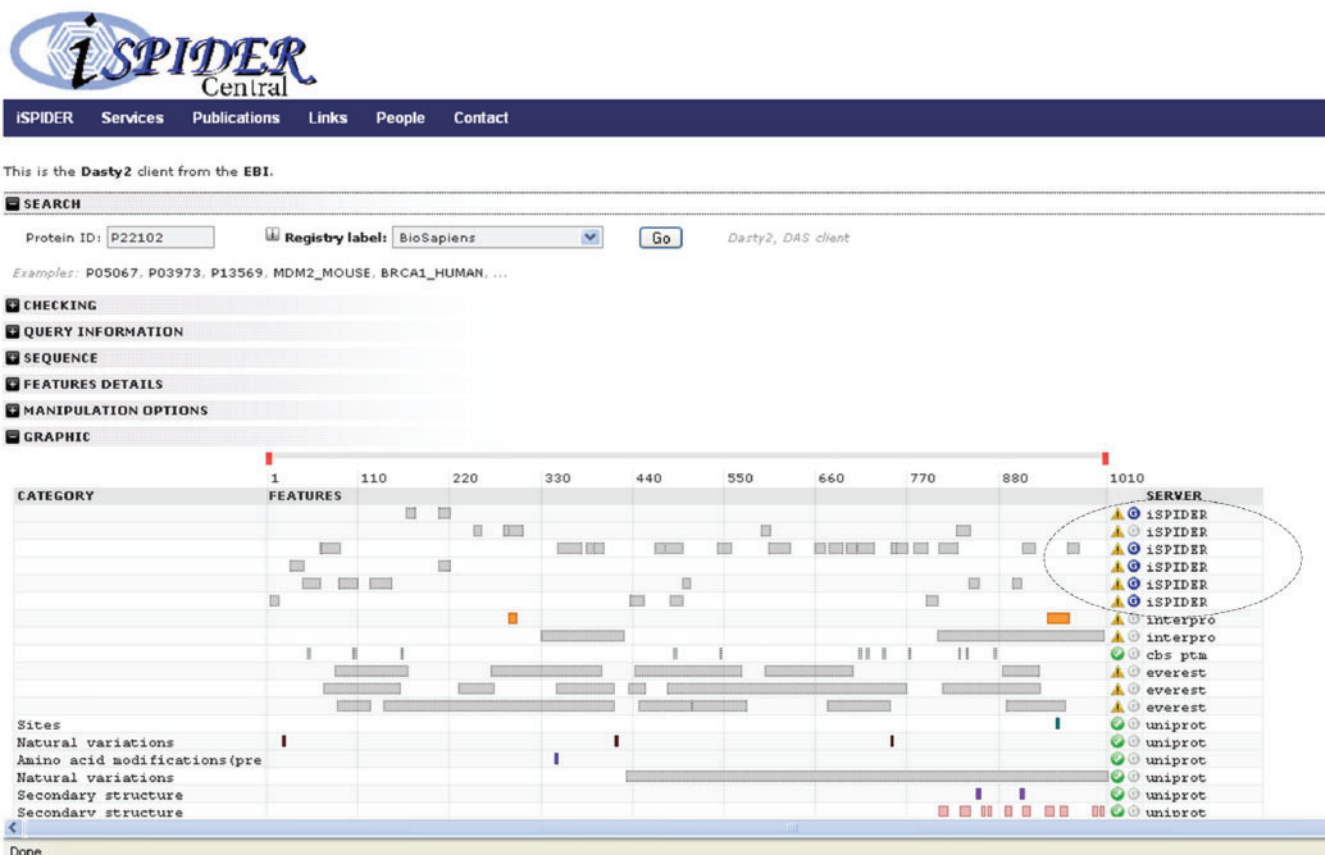 iSPIDER
Central
iSPIDER Services Publications Links People Contact
This is the Dasty2 client from the EBI.
SEARCH
Protein ID: P22102 Registry label: BioSapiens Go Dasty2, DAS client
Examples: P05067, P03973, P13569, MDM2_MOUSE, BRCA1_HUMAN, ...
CHECKING
QUERY INFORMATION
SEQUENCE
FEATURES DETAILS
MANIPULATION OPTIONS
GRAPHIC
1 110 220 330 440 550 660 770 880 1010
CATEGORY FEATURES SERVER
iSPIDER
iSPIDER
iSPIDER
iSPIDER
iSPIDER
iSPIDER
interpro
interpro
cbs ptm
everest
everest
everest
Sites uniprot
Natural variations uniprot
Amino acid modifications(pre uniprot
Natural variations uniprot
Secondary structure uniprot
Secondary structure uniprot
Done